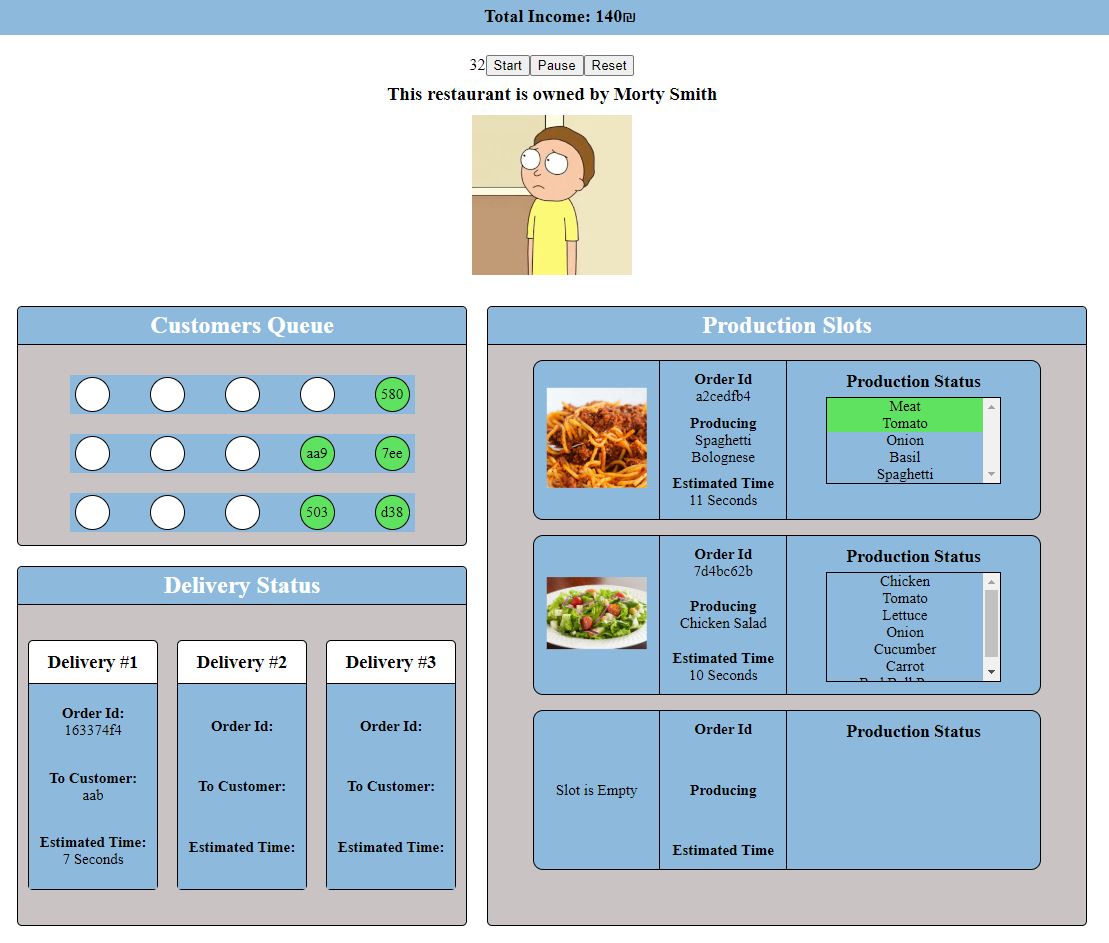 Total Income: 140₪
32 Start Pause Reset
This restaurant is owned by Morty Smith
Customers Queue
580
aa9 7ee
503 d38
Delivery Status
Delivery #1
Order Id:
163374f4
To Customer:
aab
Estimated Time:
7 Seconds
Delivery #2
Order Id:
To Customer:
Estimated Time:
Delivery #3
Order Id:
To Customer:
Estimated Time:
Production Slots
Order Id
a2cedfb4
Producing
Spaghetti
Bolognese
Estimated Time
11 Seconds
Production Status
Meat
Tomato
Onion
Basil
Spaghetti
Order Id
7d4bc62b
Producing
Chicken Salad
Estimated Time
10 Seconds
Production Status
Chicken
Tomato
Lettuce
Onion
Cucumber
Carrot
Slot is Empty
Order Id
Producing
Estimated Time
Production Status